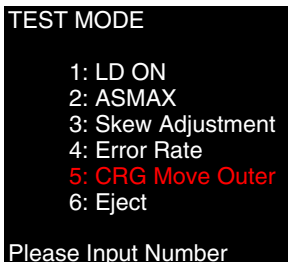 TEST MODE
1: LD ON
2: ASMAX
3: Skew Adjustment
4: Error Rate
5: CRG Move Outer
6: Eject
Please Input Number